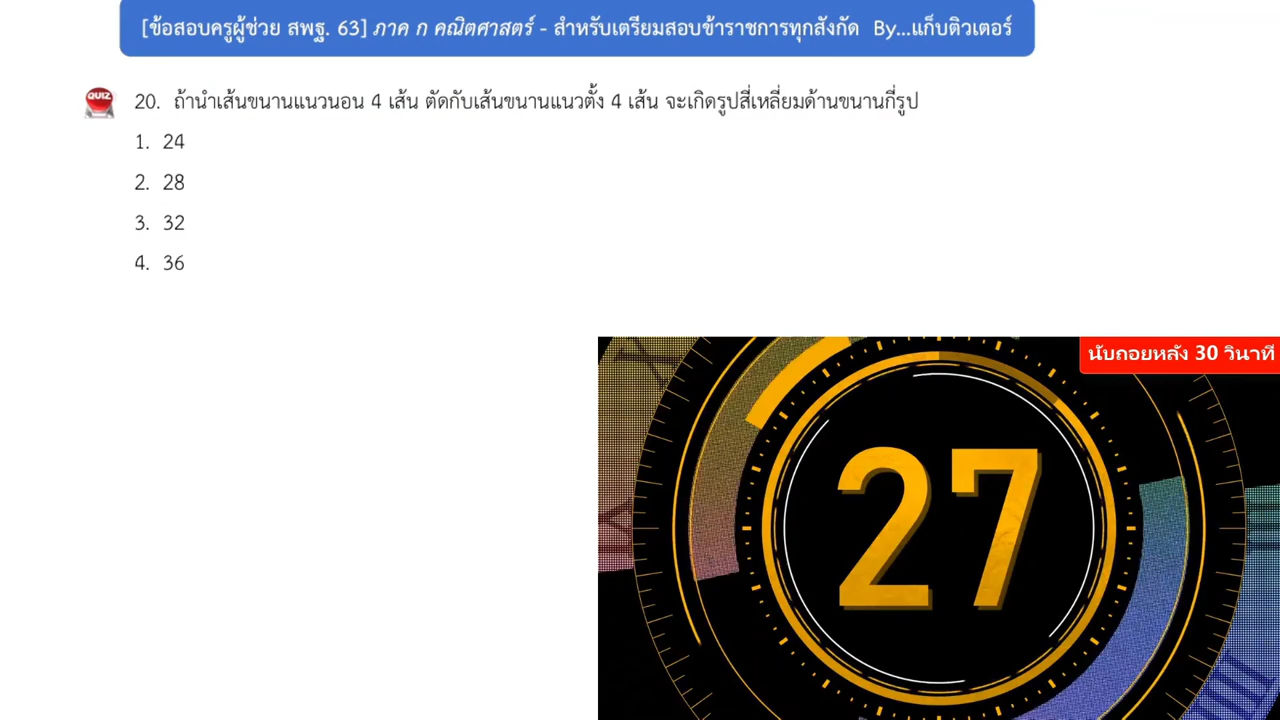 [ข้อสอบครูผู้ช่วย สพฐ. 63] ภาค ก คณิตศาสตร์ - สำหรับเตรียมสอบข้าราชการทุกสังกัด By...แก็บติวเตอร์
QUIZ
20. ถ้านำเส้นขนานแนวนอน 4 เส้น ตัดกับเส้นขนานแนวตั้ง 4 เส้น จะเกิดรูปสี่เหลี่ยมด้านขนานกี่รูป
1. 24
2. 28
3. 32
4. 36
นับถอยหลัง 30 วินาที
27